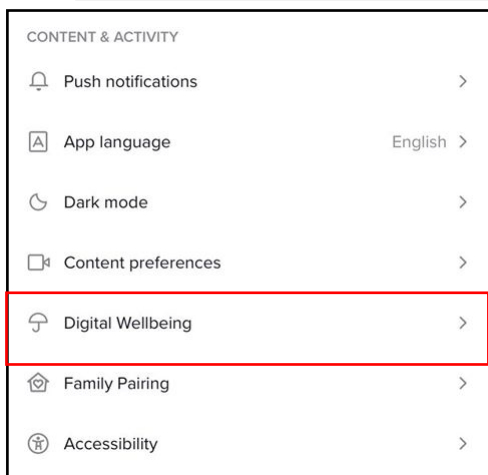 CONTENT & ACTIVITY
Push notifications
App language English
Dark mode
Content preferences
Digital Wellbeing
Family Pairing
Accessibility